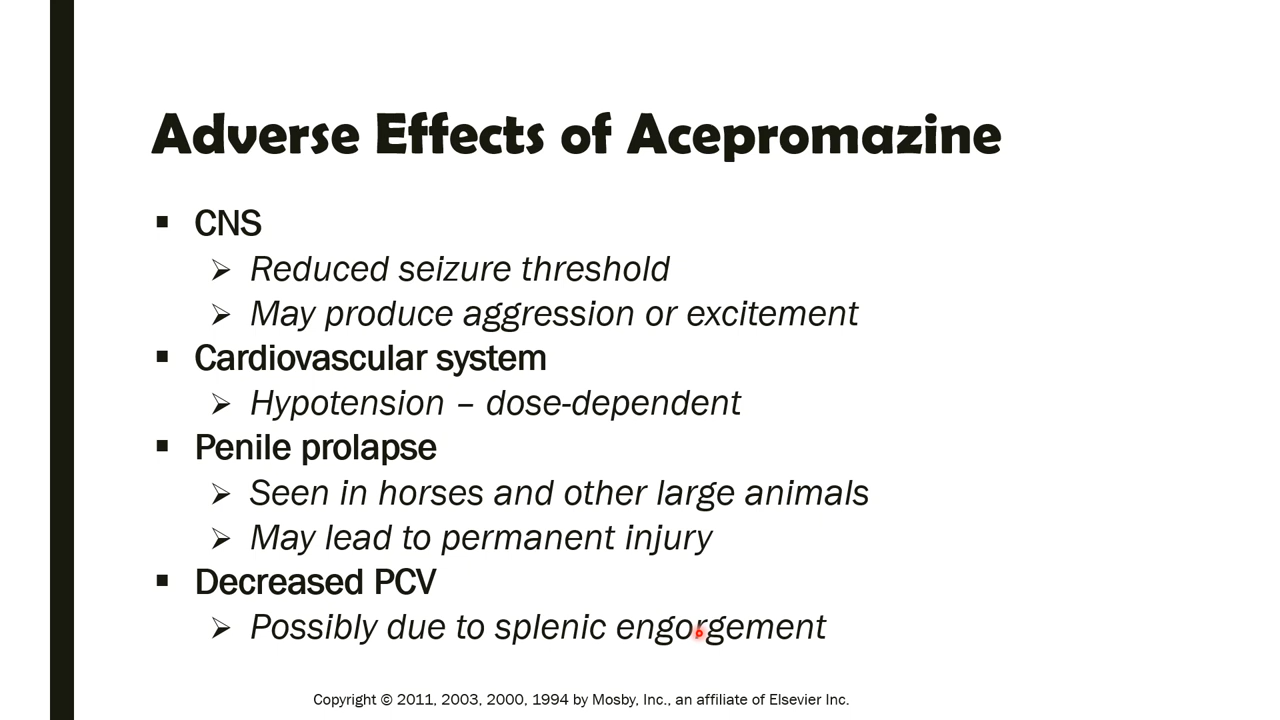 Adverse Effects of Acepromazine
▪ CNS
➢ Reduced seizure threshold
➢ May produce aggression or excitement
▪ Cardiovascular system
➢ Hypotension – dose-dependent
▪ Penile prolapse
➢ Seen in horses and other large animals
➢ May lead to permanent injury
▪ Decreased PCV
➢ Possibly due to splenic engorgement
Copyright © 2011, 2003, 2000, 1994 by Mosby, Inc., an affiliate of Elsevier Inc.